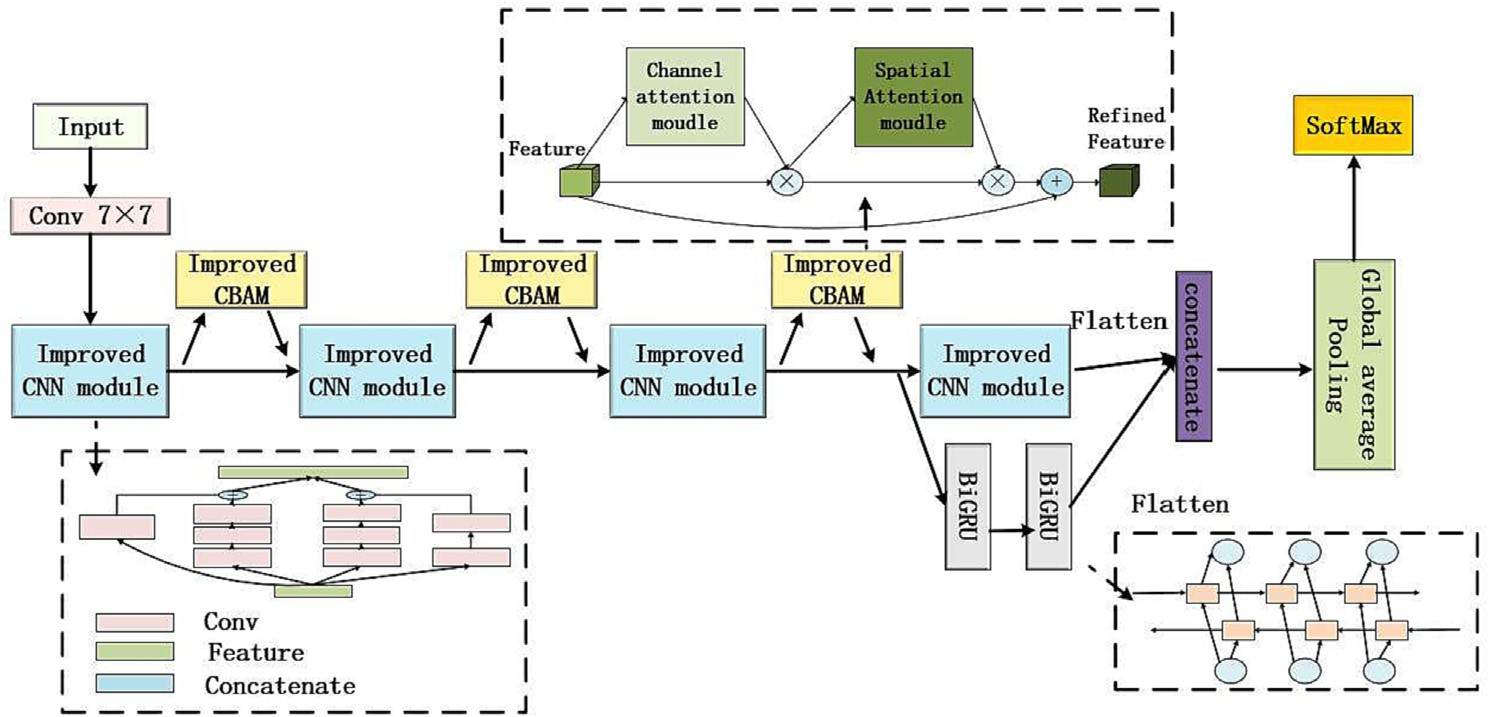 Channel
attention
moudle
Spatial
Attention
moudle
Feature
Refined
Feature
×
×
+
Input
Conv 7×7
SoftMax
Improved
CBAM
Improved
CBAM
Improved
CBAM
Improved
CNN module
Improved
CNN module
Improved
CNN module
Improved
CNN module
Flatten
concatenate
Global average
Pooling
BiGRU
BiGRU
Flatten
Conv
Feature
Concatenate